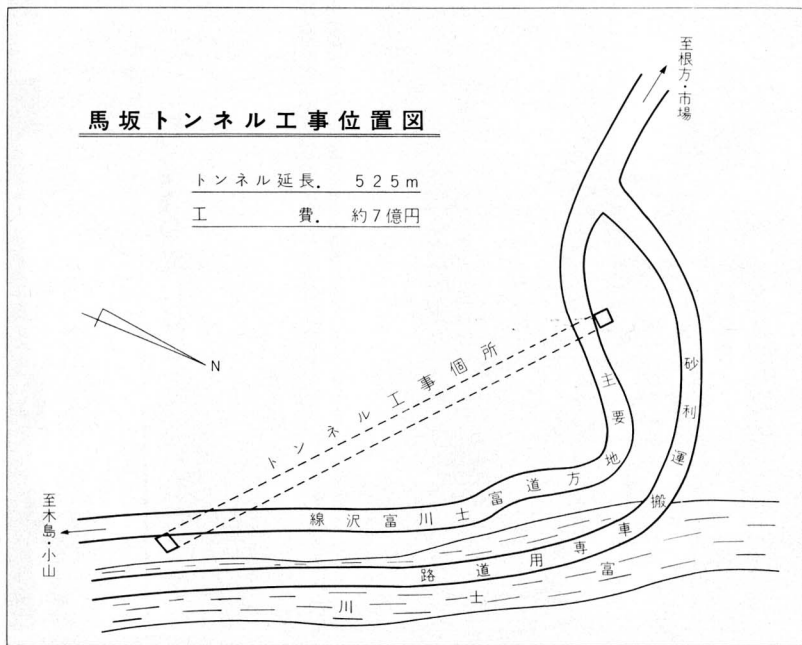 至根方・市場
馬坂トンネル工事位置図
トンネル延長. 525m
工費. 約7億円
N
トンネル工事個所
主要地方道富士川富沢線
砂利運搬車専用道路
富士川
至木島・小山